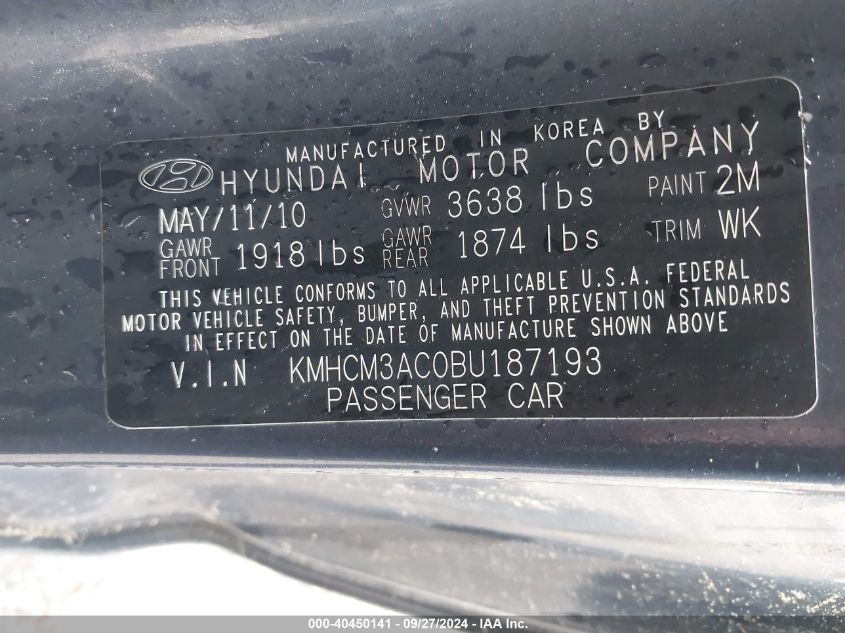 MANUFACTURED IN KOREA BY
HYUNDAI MOTOR COMPANY
MAY/11/10 GVWR 3638 lbs PAINT 2M
GAWR FRONT 1918 lbs GAWR REAR 1874 lbs TRIM WK
THIS VEHICLE CONFORMS TO ALL APPLICABLE U.S.A. FEDERAL
MOTOR VEHICLE SAFETY, BUMPER, AND THEFT PREVENTION STANDARDS
IN EFFECT ON THE DATE OF MANUFACTURE SHOWN ABOVE
V.I.N KMHCM3AC0BU187193
PASSENGER CAR
000-40450141 - 09/27/2024 - IAA Inc.